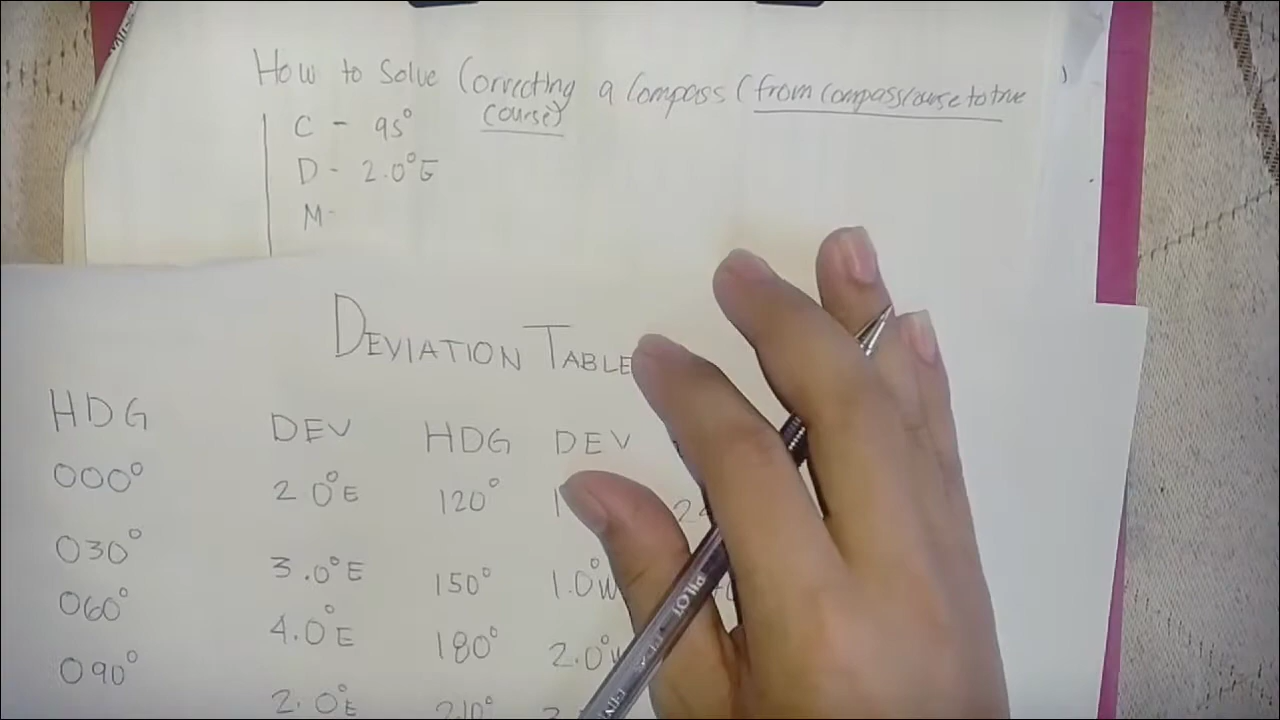 How to Solve Correcting a Compass (from compass course to true
course)
C - 95°
D - 2.0°E
M-
DEVIATION TABLE
HDG DEV HDG DEV
000° 2.0°E 120°
030° 3.0°E 150° 1.0°W
060° 4.0°E 180° 2.0°W
090° 2.0°E 210°
PILOT